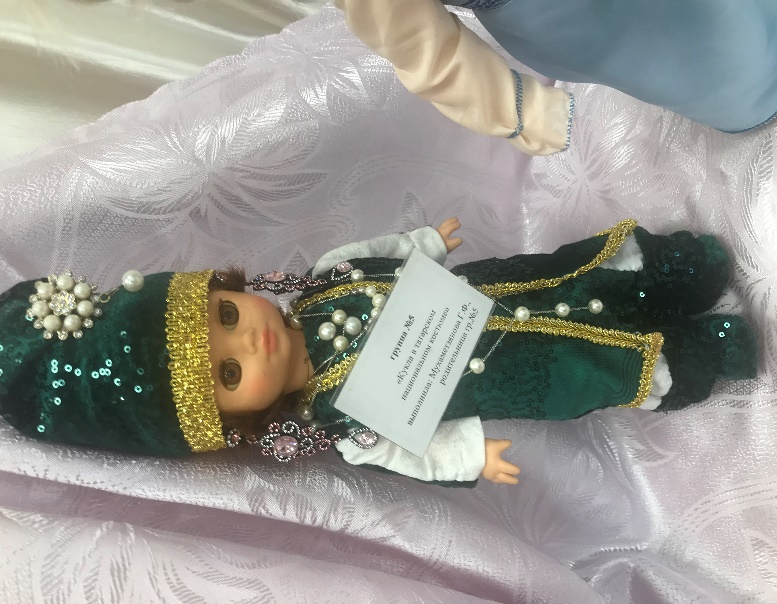 группа №5
«Кукла в татарском
национальном костюме»
выполнила: Мухаметзянова Г.Ф.,
родительница гр.№5